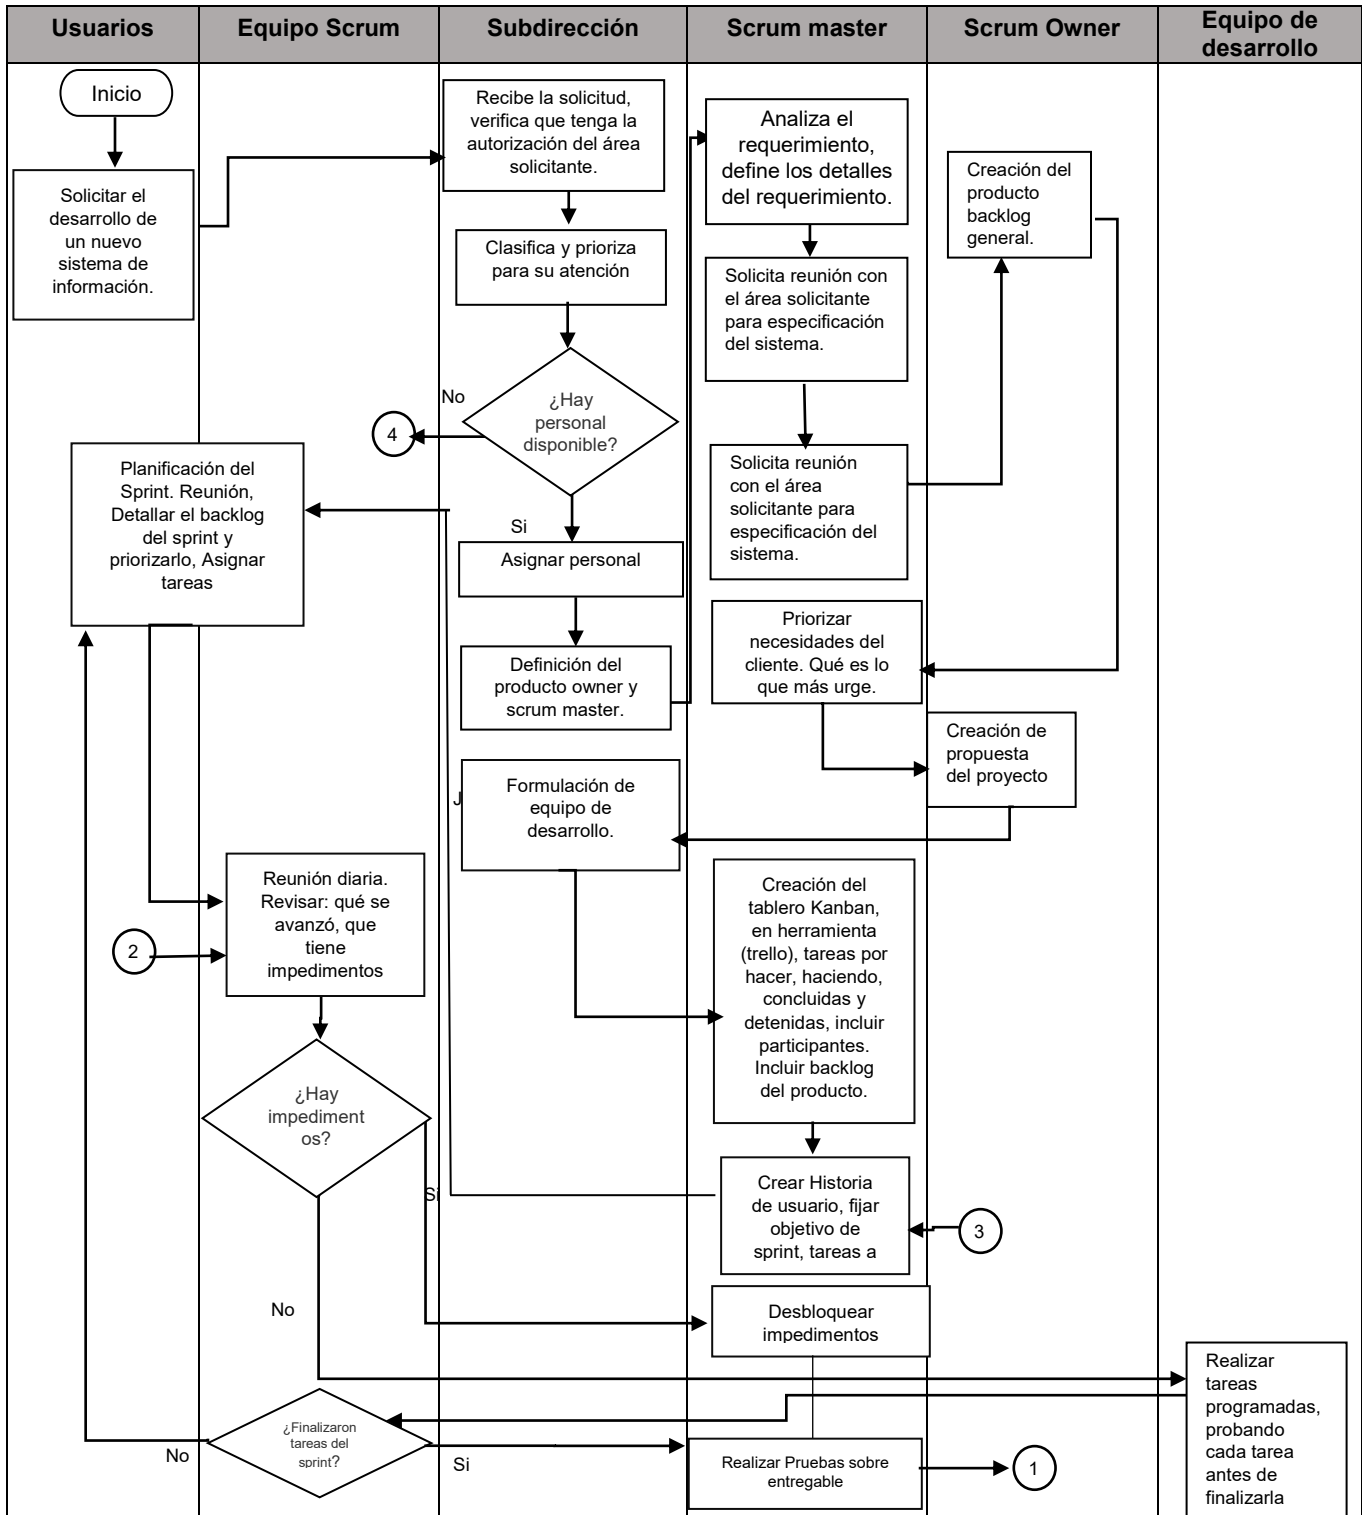 Usuarios
Equipo Scrum
Subdirección
Scrum master
Scrum Owner
Equipo de
desarrollo
Inicio
Solicitar el
desarrollo de
un nuevo
sistema de
información.
Recibe la solicitud,
verifica que tenga la
autorización del área
solicitante.
Clasifica y prioriza
para su atención
¿Hay
personal
disponible?
No
4
Si
Asignar personal
Definición del
producto owner y
scrum master.
Analiza el
requerimiento,
define los detalles
del requerimiento.
Solicita reunión con
el área solicitante
para especificación
del sistema.
Solicita reunión
con el área
solicitante para
especificación del
sistema.
Creación del
producto
backlog
general.
Priorizar
necesidades del
cliente. Qué es lo
que más urge.
Creación de
propuesta
del proyecto
J
Formulación de
equipo de
desarrollo.
Creación del
tablero Kanban,
en herramienta
(trello), tareas por
hacer, haciendo,
concluidas y
detenidas, incluir
participantes.
Incluir backlog
del producto.
Crear Historia
de usuario, fijar
objetivo de
sprint, tareas a
3
Planificación del
Sprint. Reunión,
Detallar el backlog
del sprint y
priorizarlo, Asignar
tareas
Reunión diaria.
Revisar: qué se
avanzó, que
tiene
impedimentos
2
¿Hay
impediment
os?
Si
No
Desbloquear
impedimentos
Realizar
tareas
programadas,
probando
cada tarea
antes de
finalizarla
¿Finalizaron
tareas del
sprint?
No
Si
Realizar Pruebas sobre
entregable
1